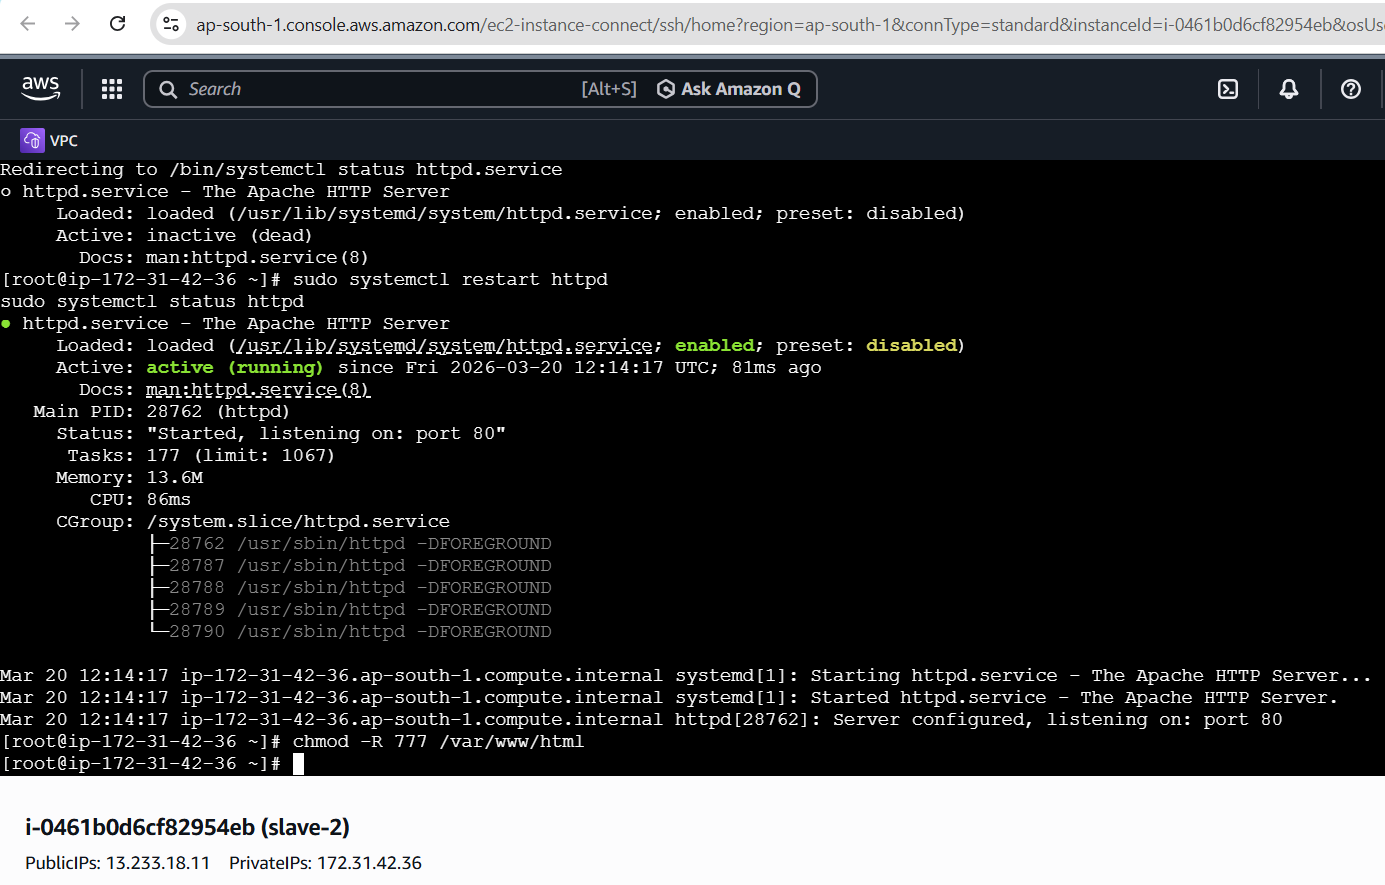 ap-south-1.console.aws.amazon.com/ec2-instance-connect/ssh/home?region=ap-south-1&connType=standard&instanceId=i-0461b0d6cf82954eb&osUs
aws Search [Alt+S] Ask Amazon Q
VPC
Redirecting to /bin/systemctl status httpd.service
○ httpd.service - The Apache HTTP Server
     Loaded: loaded (/usr/lib/systemd/system/httpd.service; enabled; preset: disabled)
     Active: inactive (dead)
       Docs: man:httpd.service(8)
[root@ip-172-31-42-36 ~]# sudo systemctl restart httpd
sudo systemctl status httpd
● httpd.service - The Apache HTTP Server
     Loaded: loaded (/usr/lib/systemd/system/httpd.service; enabled; preset: disabled)
     Active: active (running) since Fri 2026-03-20 12:14:17 UTC; 81ms ago
       Docs: man:httpd.service(8)
   Main PID: 28762 (httpd)
     Status: "Started, listening on: port 80"
      Tasks: 177 (limit: 1067)
     Memory: 13.6M
        CPU: 86ms
     CGroup: /system.slice/httpd.service
             ├─28762 /usr/sbin/httpd -DFOREGROUND
             ├─28787 /usr/sbin/httpd -DFOREGROUND
             ├─28788 /usr/sbin/httpd -DFOREGROUND
             ├─28789 /usr/sbin/httpd -DFOREGROUND
             └─28790 /usr/sbin/httpd -DFOREGROUND
Mar 20 12:14:17 ip-172-31-42-36.ap-south-1.compute.internal systemd[1]: Starting httpd.service - The Apache HTTP Server...
Mar 20 12:14:17 ip-172-31-42-36.ap-south-1.compute.internal systemd[1]: Started httpd.service - The Apache HTTP Server.
Mar 20 12:14:17 ip-172-31-42-36.ap-south-1.compute.internal httpd[28762]: Server configured, listening on: port 80
[root@ip-172-31-42-36 ~]# chmod -R 777 /var/www/html
[root@ip-172-31-42-36 ~]#
i-0461b0d6cf82954eb (slave-2)
PublicIPs: 13.233.18.11 PrivateIPs: 172.31.42.36